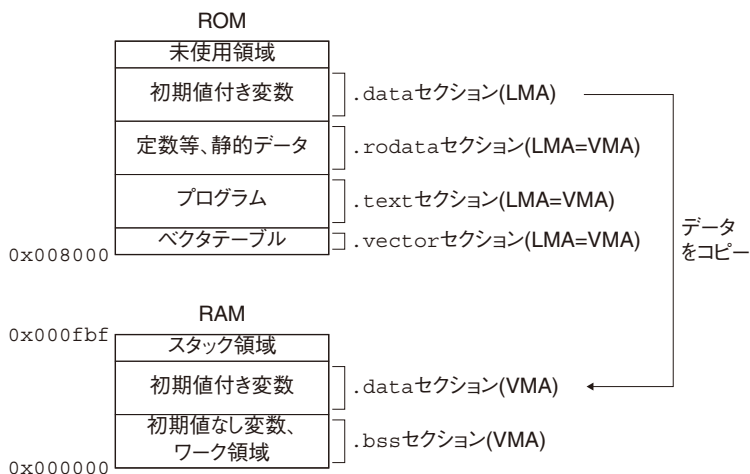 ROM
未使用領域
初期値付き変数
.dataセクション(LMA)
定数等、静的データ
.rodataセクション(LMA=VMA)
プログラム
.textセクション(LMA=VMA)
ベクタテーブル
.vectorセクション(LMA=VMA)
0x008000
データ
をコピー
RAM
0x000fbf
スタック領域
初期値付き変数
.dataセクション(VMA)
初期値なし変数、
ワーク領域
.bssセクション(VMA)
0x000000